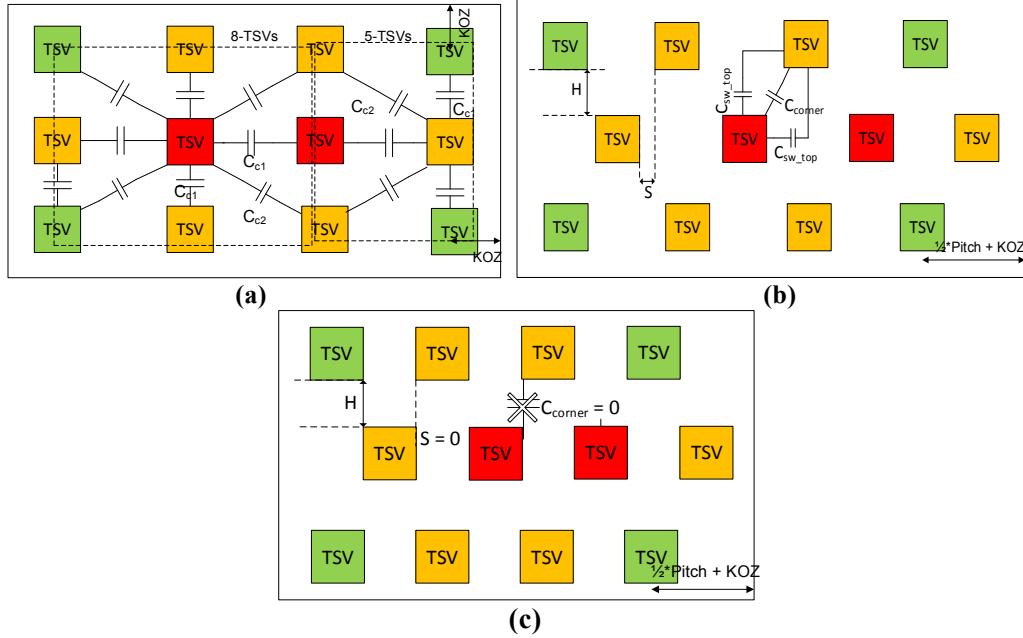 KOZ
TSV TSV 8-TSVs TSV 5-TSVs TSV
Cc2 Cc1
TSV TSV TSV TSV
Cc1
TSV Cc1 TSV Cc2 TSV TSV
KOZ
(a)
TSV TSV TSV TSV
H Csw_top Ccorner
TSV TSV TSV TSV
Csw_top
S
TSV TSV TSV TSV
½*Pitch + KOZ
(b)
TSV TSV TSV TSV
H Ccorner = 0
TSV S = 0 TSV TSV TSV
TSV TSV TSV TSV
½*Pitch + KOZ
(c)